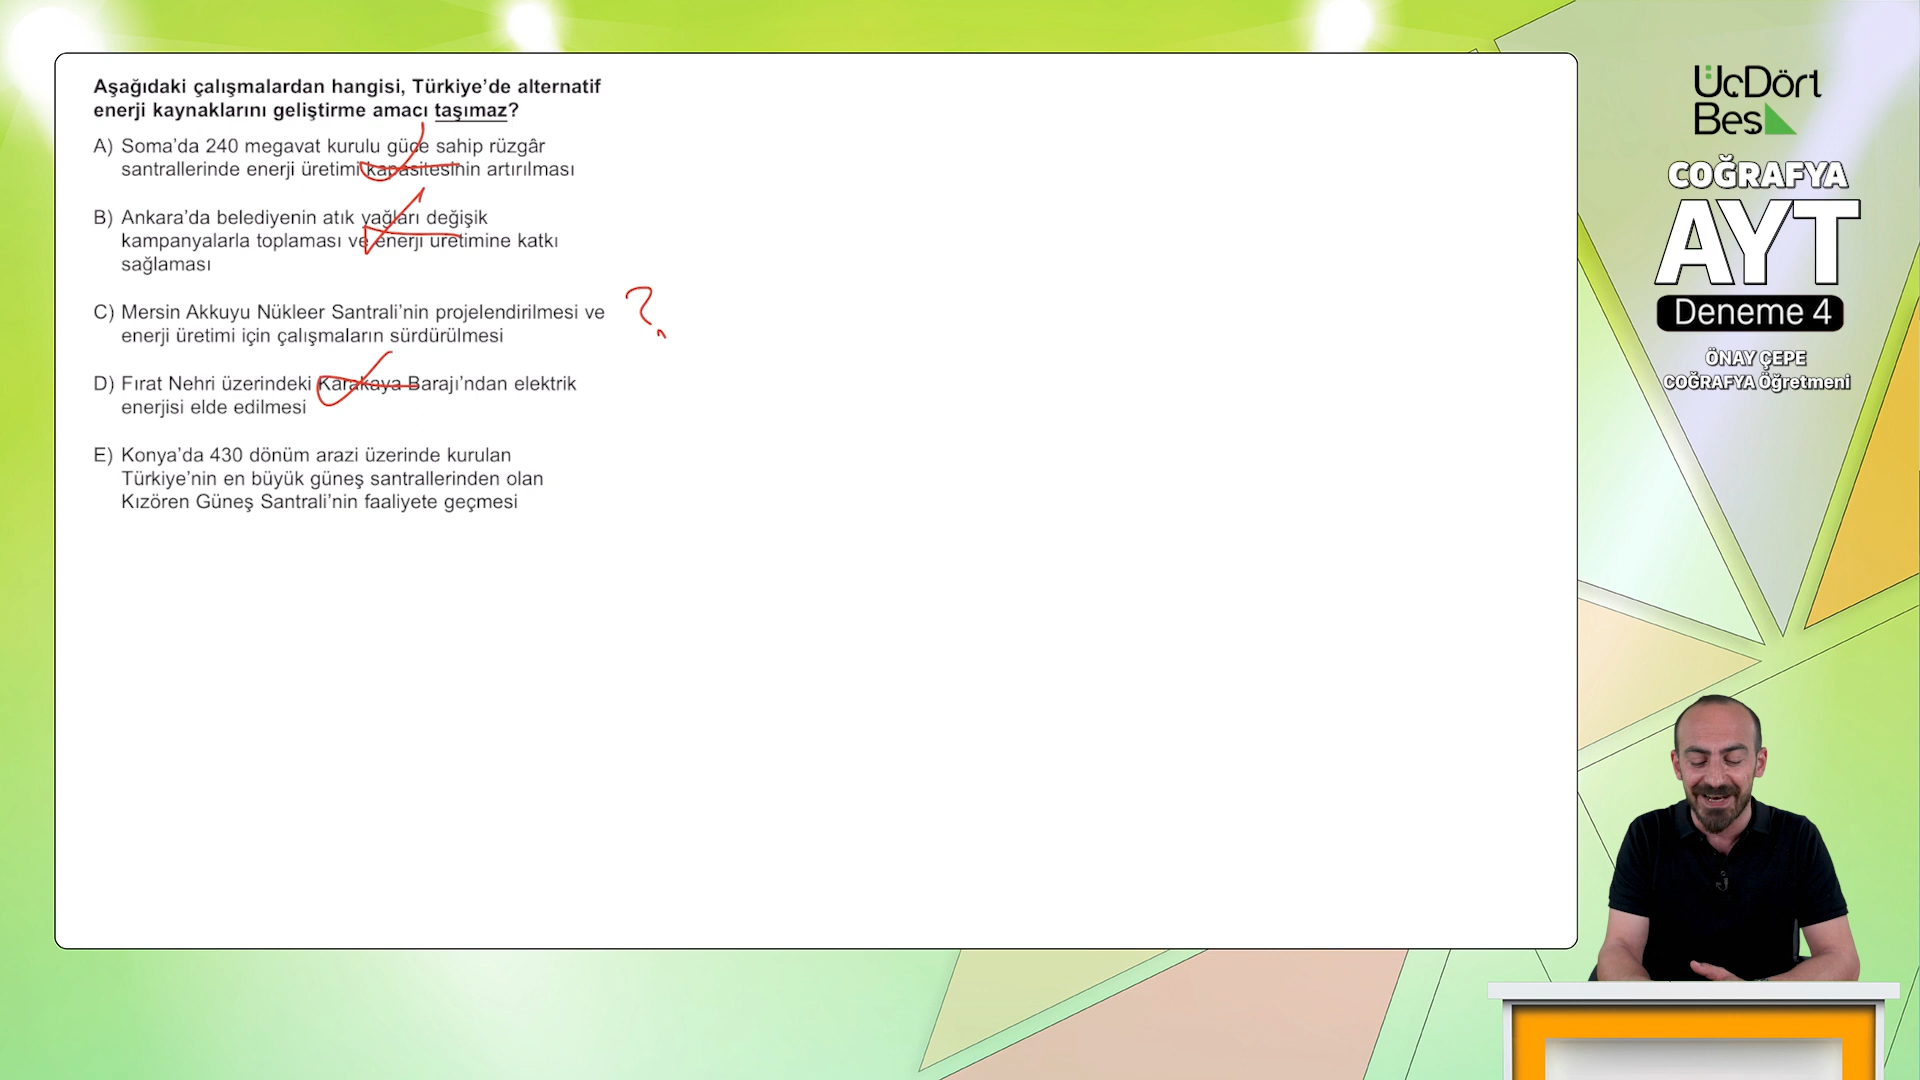 Aşağıdaki çalışmalardan hangisi, Türkiye'de alternatif
enerji kaynaklarını geliştirme amacı taşımaz?
A) Soma'da 240 megavat kurulu güce sahip rüzgâr
santrallerinde enerji üretimi kapasitesinin artırılması
B) Ankara'da belediyenin atık yağları değişik
kampanyalarla toplaması ve enerji üretimine katkı
sağlaması
C) Mersin Akkuyu Nükleer Santrali'nin projelendirilmesi ve
enerji üretimi için çalışmaların sürdürülmesi
?
D) Fırat Nehri üzerindeki Karakaya Barajı'ndan elektrik
enerjisi elde edilmesi
E) Konya'da 430 dönüm arazi üzerinde kurulan
Türkiye'nin en büyük güneş santrallerinden olan
Kızören Güneş Santrali'nin faaliyete geçmesi
ÜçDört
Beş
COĞRAFYA
AYT
Deneme 4
ÖNAY ÇEPE
COĞRAFYA Öğretmeni